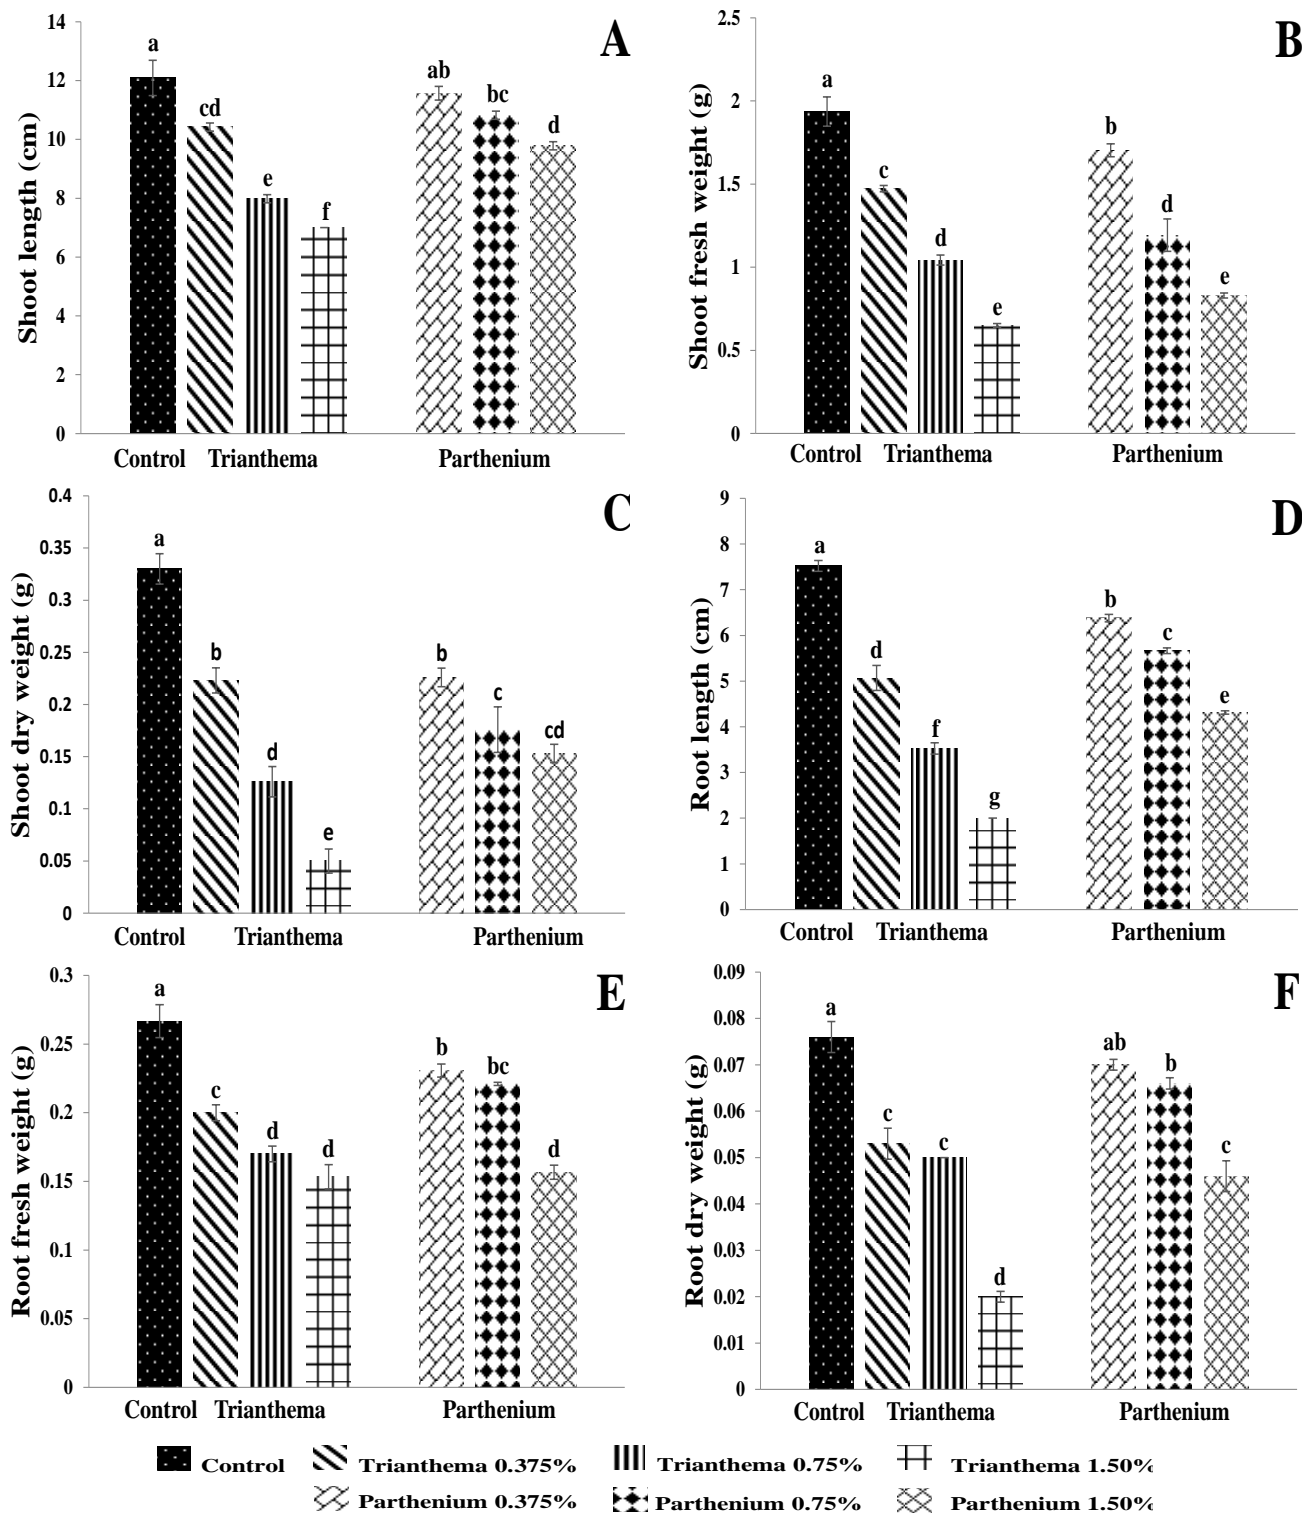 A
Shoot length (cm)
14
12
10
8
6
4
2
0
a
cd
e
f
ab
bc
d
Control Trianthema Parthenium
B
Shoot fresh weight (g)
2.5
2
1.5
1
0.5
0
a
c
d
e
b
d
e
Control Trianthema Parthenium
C
Shoot dry weight (g)
0.4
0.35
0.3
0.25
0.2
0.15
0.1
0.05
0
a
b
d
e
b
c
cd
Control Trianthema Parthenium
D
Root length (cm)
9
8
7
6
5
4
3
2
1
0
a
d
f
g
b
c
e
Control Trianthema Parthenium
E
Root fresh weight (g)
0.3
0.25
0.2
0.15
0.1
0.05
0
a
c
d
d
b
bc
d
Control Trianthema Parthenium
F
Root dry weight (g)
0.09
0.08
0.07
0.06
0.05
0.04
0.03
0.02
0.01
0
a
c
c
d
ab
b
c
Control Trianthema Parthenium
Control Trianthema 0.375% Trianthema 0.75% Trianthema 1.50%
Parthenium 0.375% Parthenium 0.75% Parthenium 1.50%